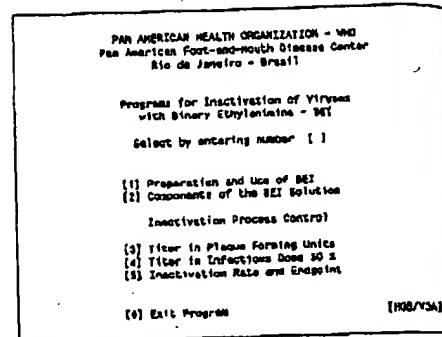 PAN AMERICAN HEALTH ORGANIZATION - WHO
Pan American Foot-and-Mouth Disease Center
Rio de Janeiro - Brasil
Programs for Inactivation of Viruses
with Binary Ethylenimine - BEI
Select by entering number [ ]
[1] Preparation and Use of BEI
[2] Components of the BEI Solution
Inactivation Process Control
[3] Titer in Plaque Forming Units
[4] Titer in Infectious Dose 50 %
[5] Inactivation Rate and Endpoint
[6] Exit Program